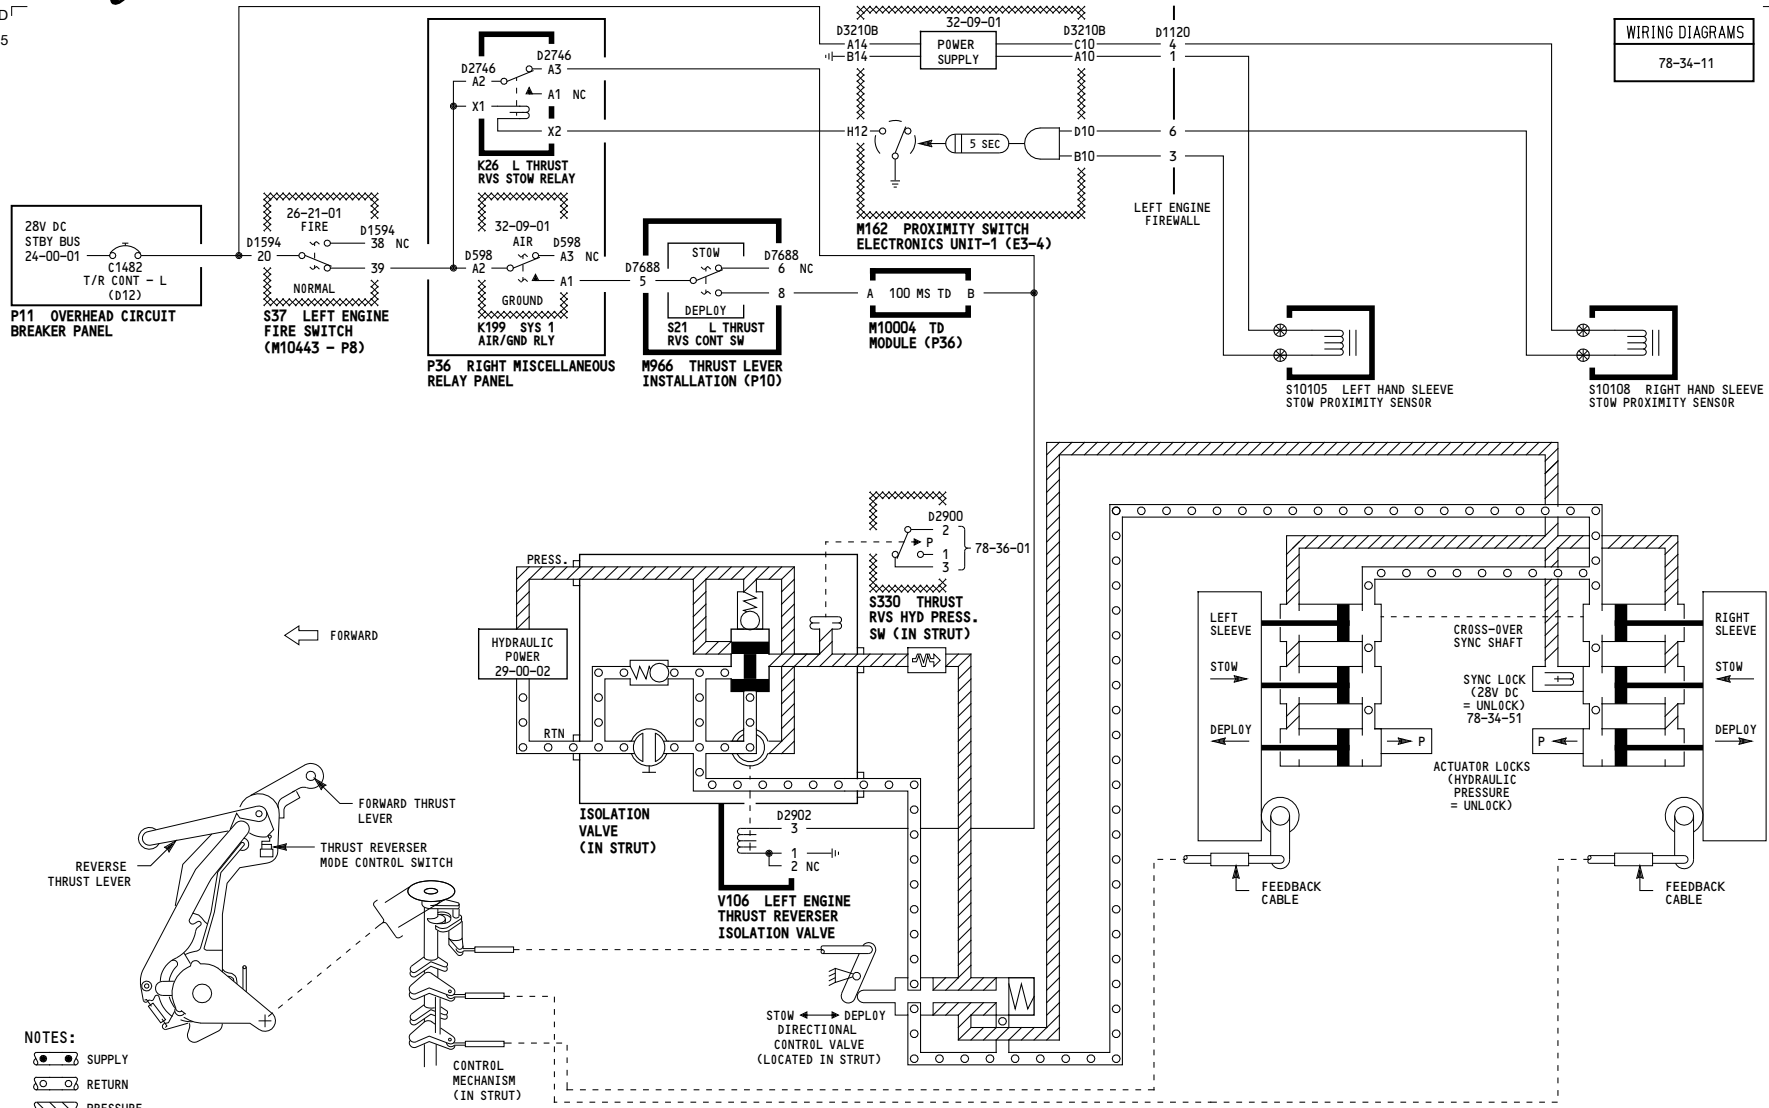 D
5
WIRING DIAGRAMS
78-34-11
32-09-01
D3210B
D3210B
D1120
A14
POWER
SUPPLY
C10
4
B14
A10
1
D2746
D2746
A2
A3
A1 NC
X1
X2
K26 L THRUST
RVS STOW RELAY
H12
5 SEC
D10
6
B10
3
LEFT ENGINE
FIREWALL
M162 PROXIMITY SWITCH
ELECTRONICS UNIT-1 (E3-4)
28V DC
STBY BUS
24-00-01
C1482
T/R CONT - L
(D12)
P11 OVERHEAD CIRCUIT
BREAKER PANEL
26-21-01
FIRE
D1594
D1594
38 NC
20
39
NORMAL
S37 LEFT ENGINE
FIRE SWITCH
(M10443 - P8)
32-09-01
AIR
D598
D598
A3 NC
A2
A1
GROUND
K199 SYS 1
AIR/GND RLY
P36 RIGHT MISCELLANEOUS
RELAY PANEL
STOW
D7688
D7688
6 NC
5
8
DEPLOY
S21 L THRUST
RVS CONT SW
M966 THRUST LEVER
INSTALLATION (P10)
A 100 MS TD B
M10004 TD
MODULE (P36)
S10105 LEFT HAND SLEEVE
STOW PROXIMITY SENSOR
S10108 RIGHT HAND SLEEVE
STOW PROXIMITY SENSOR
D2900
2
P
1
3
78-36-01
S330 THRUST
RVS HYD PRESS.
SW (IN STRUT)
PRESS.
HYDRAULIC
POWER
29-00-02
RTN
FORWARD
ISOLATION
VALVE
(IN STRUT)
D2902
3
1
2 NC
V106 LEFT ENGINE
THRUST REVERSER
ISOLATION VALVE
LEFT
SLEEVE
STOW
DEPLOY
CROSS-OVER
SYNC SHAFT
SYNC LOCK
(28V DC
= UNLOCK)
78-34-51
P
P
ACTUATOR LOCKS
(HYDRAULIC
PRESSURE
= UNLOCK)
RIGHT
SLEEVE
STOW
DEPLOY
FEEDBACK
CABLE
FEEDBACK
CABLE
FORWARD THRUST
LEVER
THRUST REVERSER
MODE CONTROL SWITCH
REVERSE
THRUST LEVER
STOW DEPLOY
DIRECTIONAL
CONTROL VALVE
(LOCATED IN STRUT)
CONTROL
MECHANISM
(IN STRUT)
NOTES:
SUPPLY
RETURN
PRESSURE